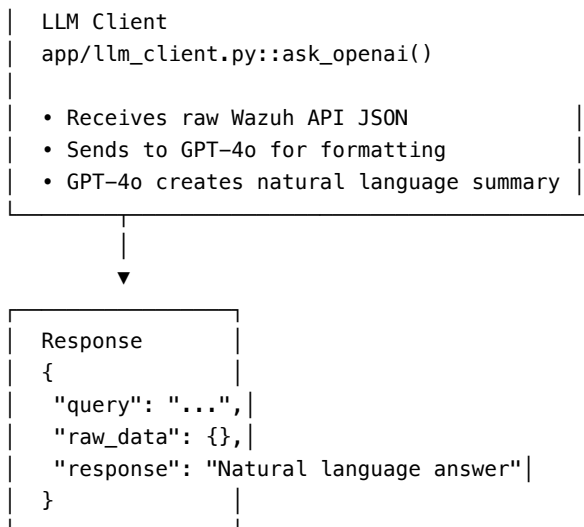 LLM Client
app/llm_client.py::ask_openai()
• Receives raw Wazuh API JSON
• Sends to GPT-4o for formatting
• GPT-4o creates natural language summary
Response
{
"query": "...",
"raw_data": {},
"response": "Natural language answer"
}